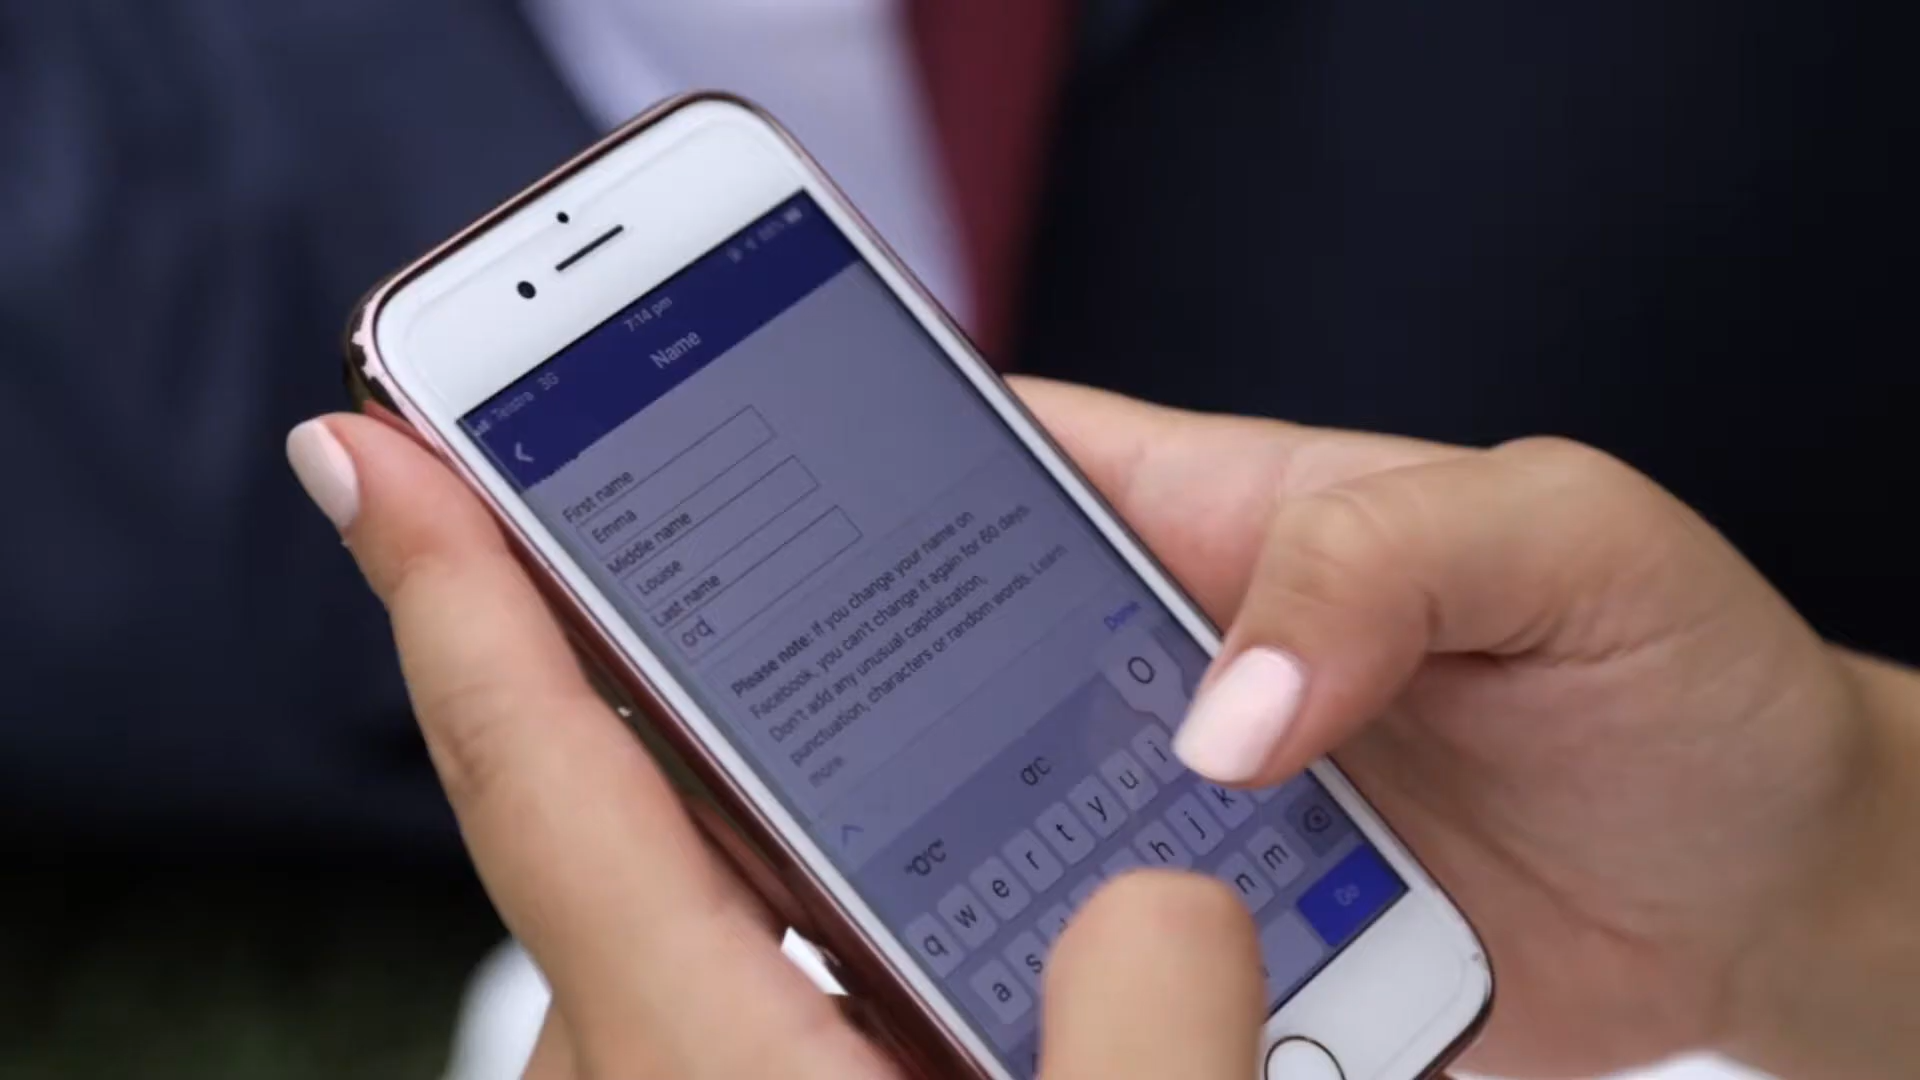 Telstra 3G
7:14 pm
Name
First name
Emma
Middle name
Louise
Last name
Please note: If you change your name on
Facebook, you can't change it again for 60 days.
Don't add any unusual capitalization,
punctuation, characters or random words. Learn
more.
Done
O
q w e r t y u i
a s h j k
n m
Go